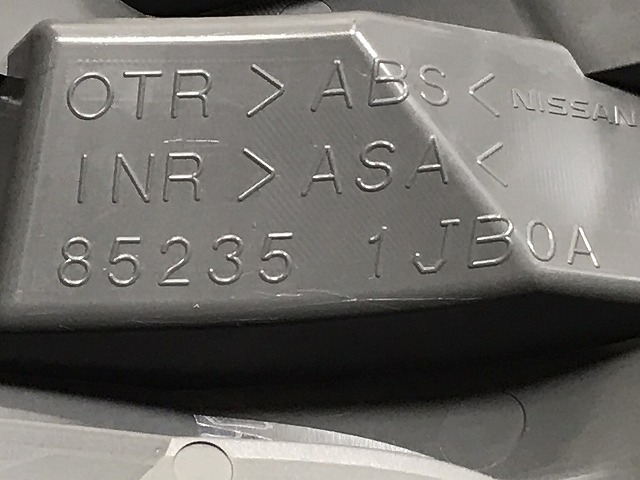 OTR >ABS< NISSAN
INR >ASA<
85235 1JB0A